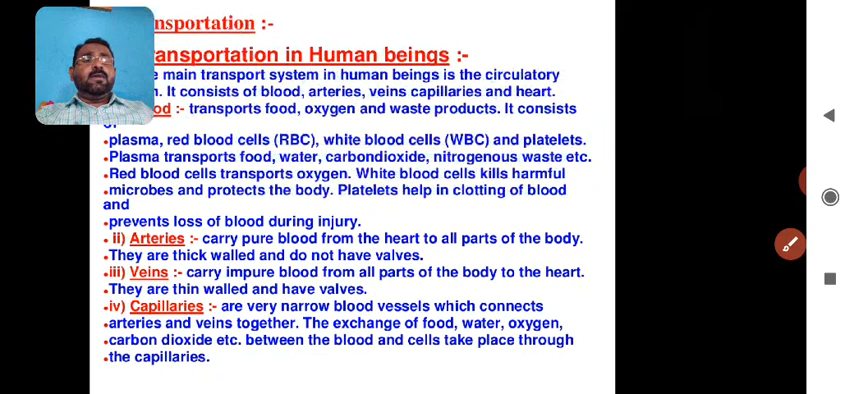 nsportation :-
ransportation in Human beings :-
e main transport system in human beings is the circulatory
n. It consists of blood, arteries, veins capillaries and heart.
od :- transports food, oxygen and waste products. It consists
•plasma, red blood cells (RBC), white blood cells (WBC) and platelets.
•Plasma transports food, water, carbondioxide, nitrogenous waste etc.
•Red blood cells transports oxygen. White blood cells kills harmful
•microbes and protects the body. Platelets help in clotting of blood
and
•prevents loss of blood during injury.
• ii) Arteries :- carry pure blood from the heart to all parts of the body.
•They are thick walled and do not have valves.
•iii) Veins :- carry impure blood from all parts of the body to the heart.
•They are thin walled and have valves.
•iv) Capillaries :- are very narrow blood vessels which connects
•arteries and veins together. The exchange of food, water, oxygen,
•carbon dioxide etc. between the blood and cells take place through
•the capillaries.